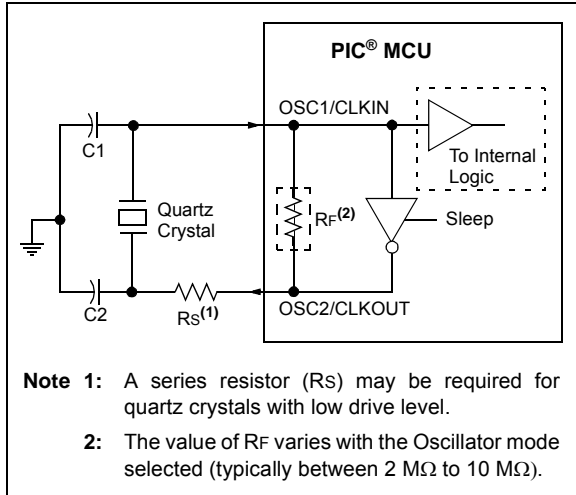 PIC® MCU
OSC1/CLKIN
C1
To Internal
Logic
Quartz
Crystal
RF(2)
Sleep
C2
RS(1)
OSC2/CLKOUT
Note 1: A series resistor (RS) may be required for
quartz crystals with low drive level.
2: The value of RF varies with the Oscillator mode
selected (typically between 2 MΩ to 10 MΩ).